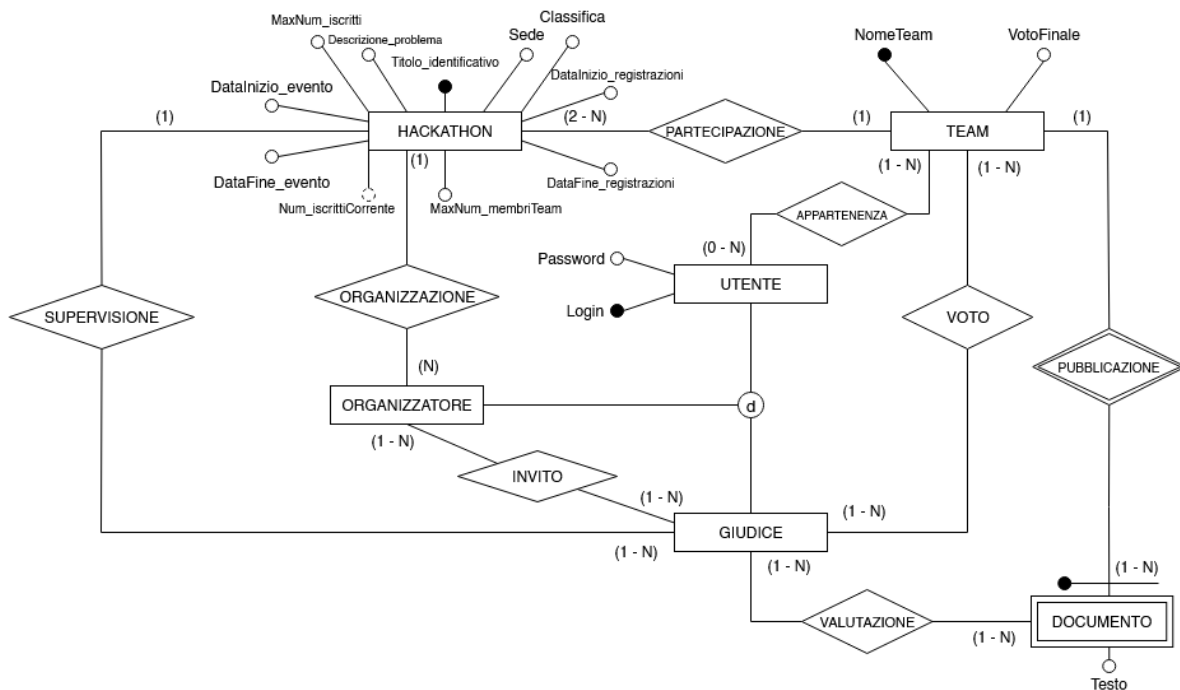 MaxNum_iscritti
Classifica
Descrizione_problema
Sede
NomeTeam
VotoFinale
Titolo_identificativo
DataInizio_registrazioni
DataInizio_evento
(1)
(2 - N)
(1)
(1)
HACKATHON
PARTECIPAZIONE
TEAM
(1)
(1 - N)
(1 - N)
DataFine_evento
DataFine_registrazioni
Num_iscrittiCorrente
MaxNum_membriTeam
APPARTENENZA
(0 - N)
Password
UTENTE
ORGANIZZAZIONE
Login
SUPERVISIONE
VOTO
(N)
PUBBLICAZIONE
ORGANIZZATORE
d
(1 - N)
INVITO
(1 - N)
(1 - N)
GIUDICE
(1 - N)
(1 - N)
(1 - N)
VALUTAZIONE
DOCUMENTO
(1 - N)
Testo